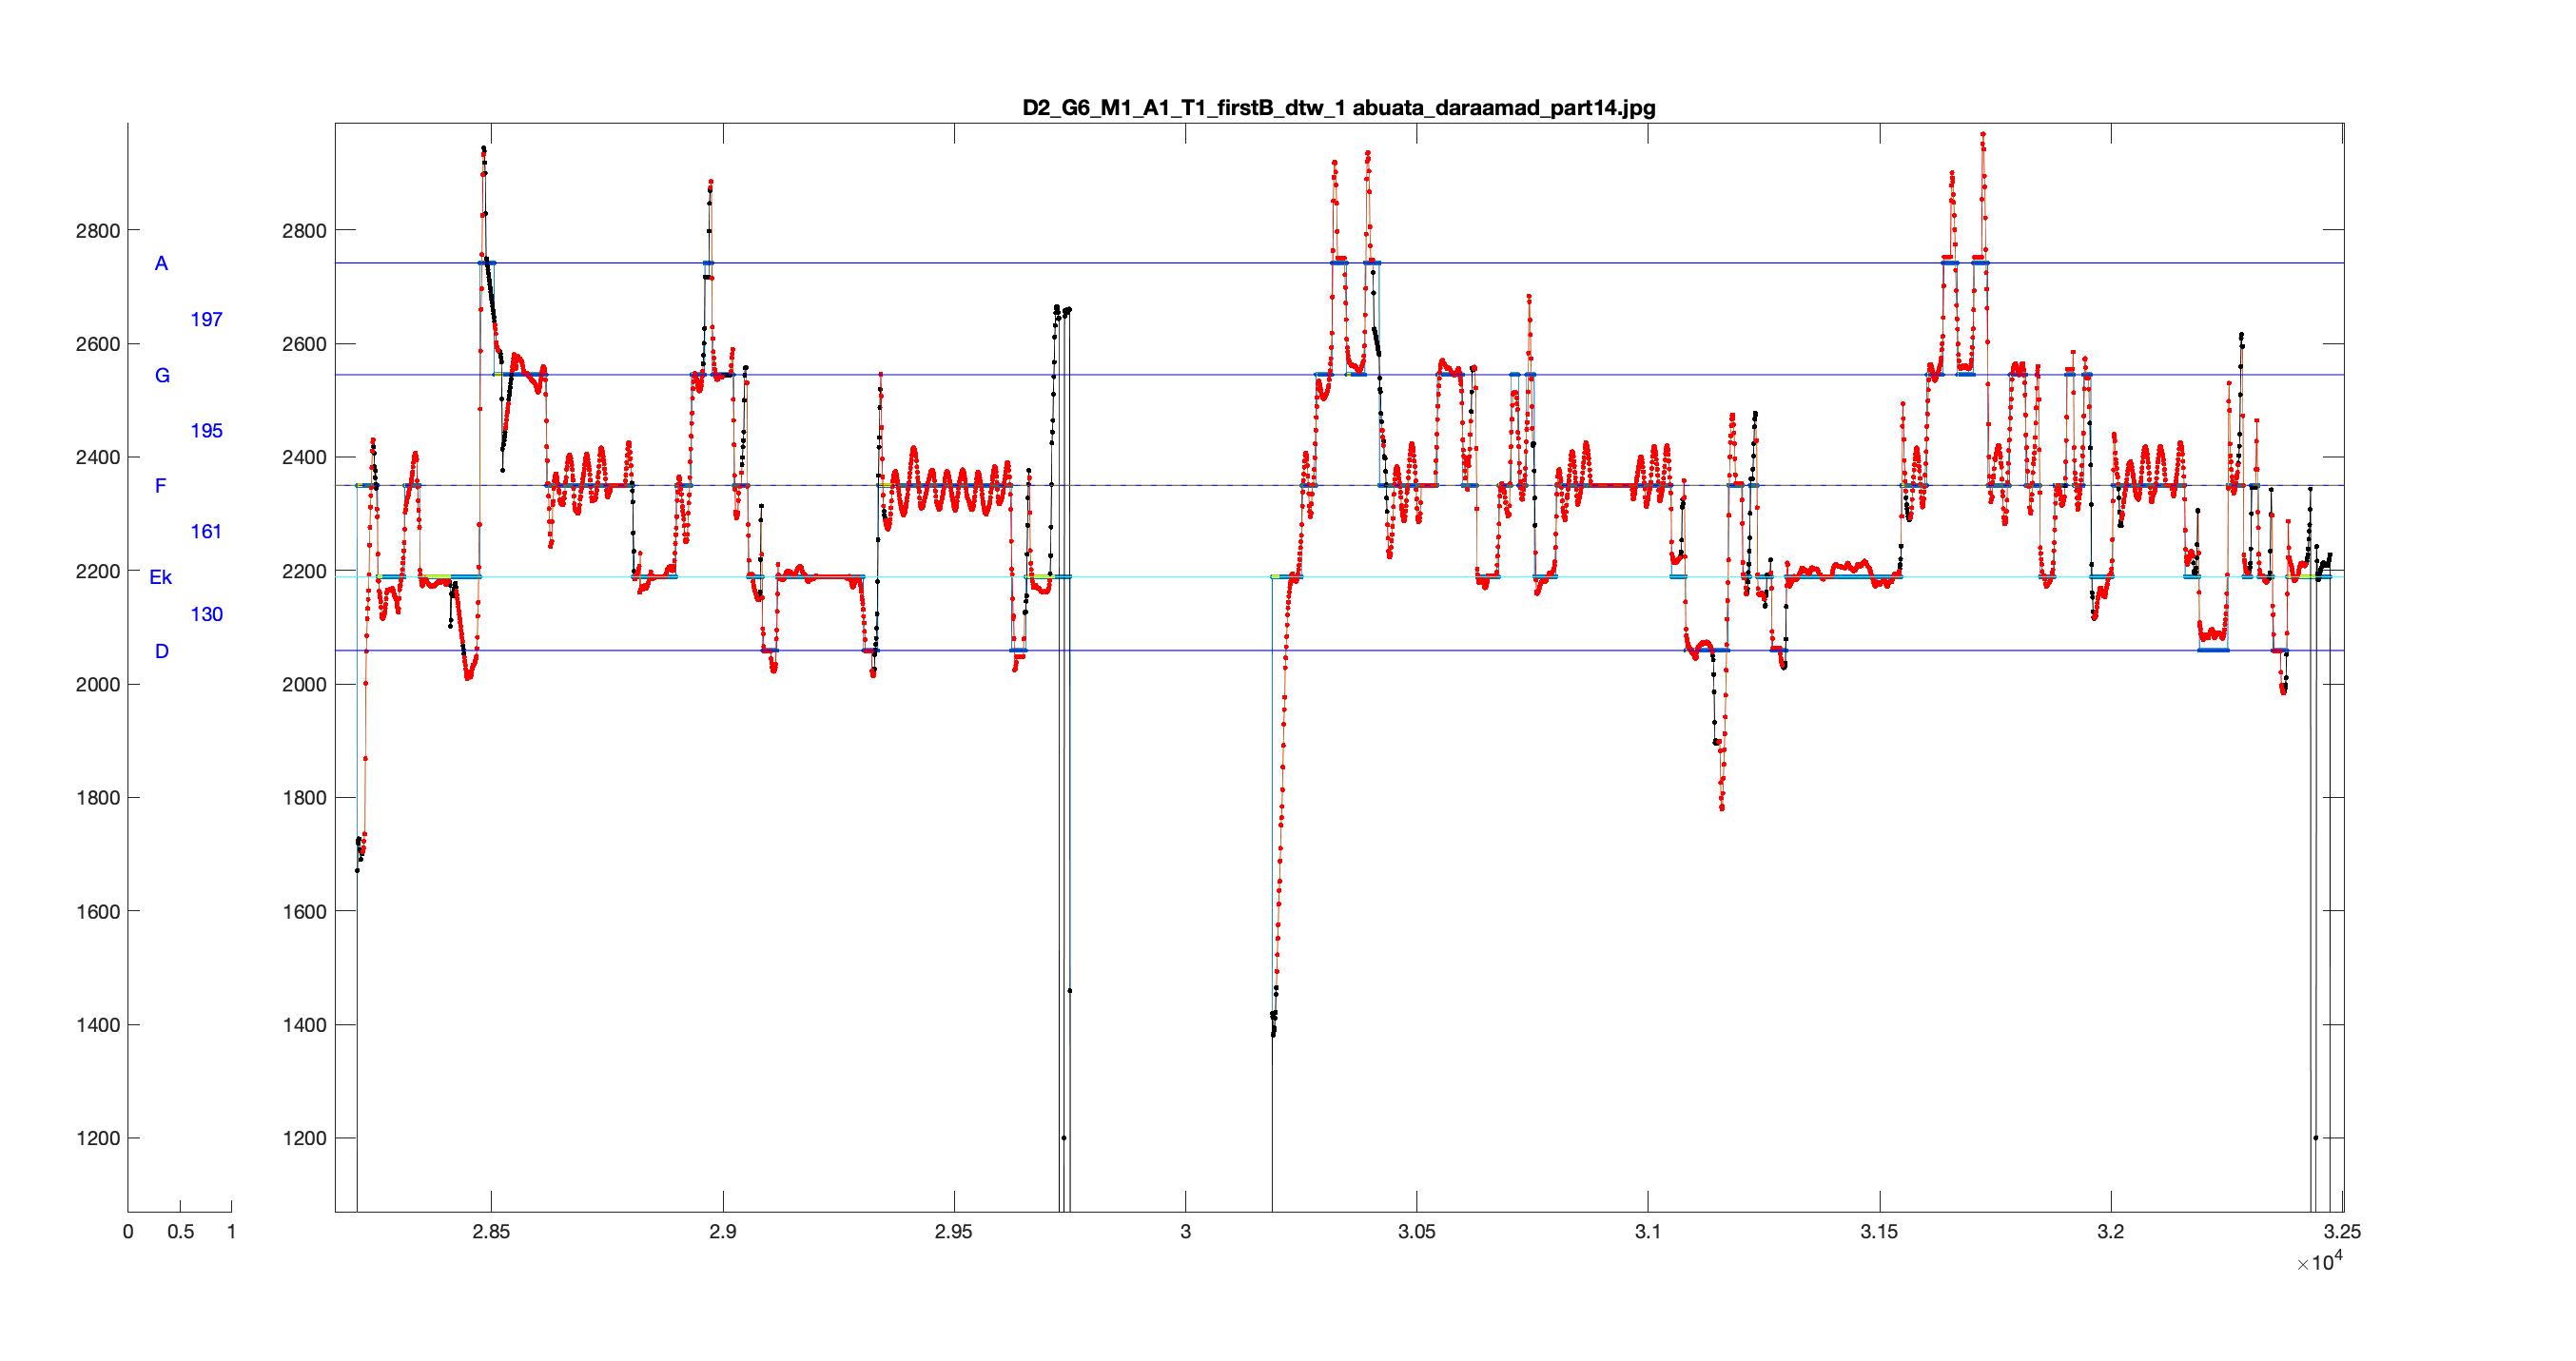 D2_G6_M1_A1_T1_firstB_dtw_1 abuata_daraamad_part14.jpg
2800 2800
A
197
2600 2600
G
195
2400 2400
F
161
2200 Ek 2200
130
D
2000 2000
1800 1800
1600 1600
1400 1400
1200 1200
0 0.5 1 2.85 2.9 2.95 3 3.05 3.1 3.15 3.2 3.25
×10^4